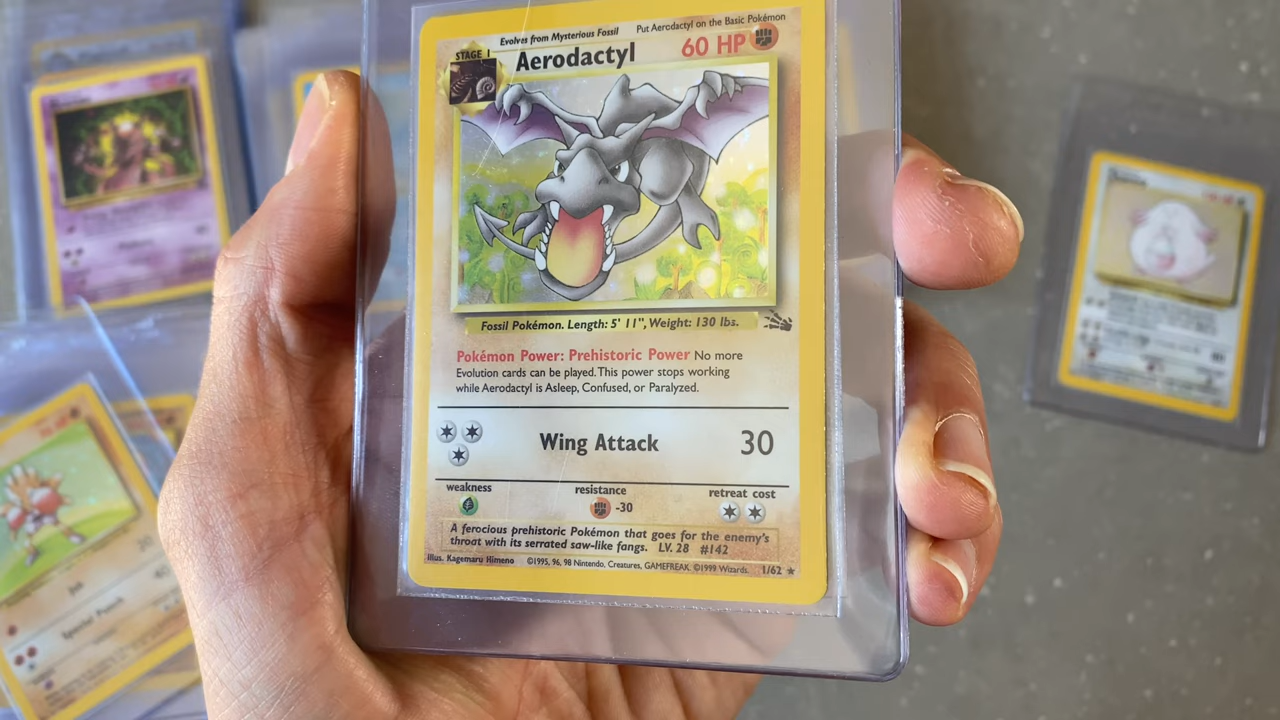 Evolves from Mysterious Fossil
Put Aerodactyl on the Basic Pokémon
STAGE 1
Aerodactyl
60 HP
Fossil Pokémon. Length: 5' 11", Weight: 130 lbs.
Pokémon Power: Prehistoric Power No more
Evolution cards can be played. This power stops working
while Aerodactyl is Asleep, Confused, or Paralyzed.
Wing Attack 30
weakness resistance retreat cost
-30
A ferocious prehistoric Pokémon that goes for the enemy's
throat with its serrated saw-like fangs. LV. 28 #142
Illus. Kagemaru Himeno ©1995, 96, 98 Nintendo, Creatures, GAMEFREAK. ©1999 Wizards. 1/62
Jab 20
Special Punch